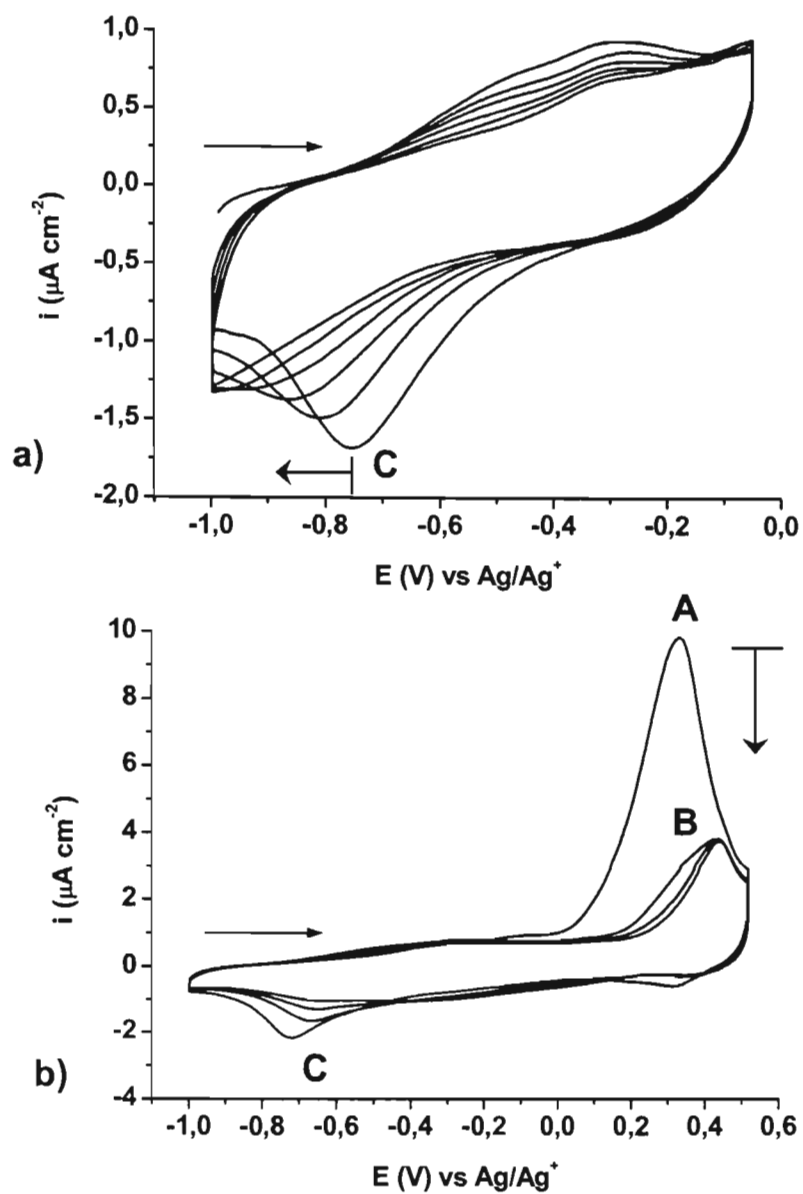 1,0
0,5
0,0
-0,5
-1,0
-1,5
-2,0
i (µA cm-2)
a)
C
-1,0 -0,8 -0,6 -0,4 -0,2 0,0
E (V) vs Ag/Ag+
10
8
6
4
2
0
-2
-4
i (µA cm-2)
A
B
C
b)
-1,0 -0,8 -0,6 -0,4 -0,2 0,0 0,2 0,4 0,6
E (V) vs Ag/Ag+